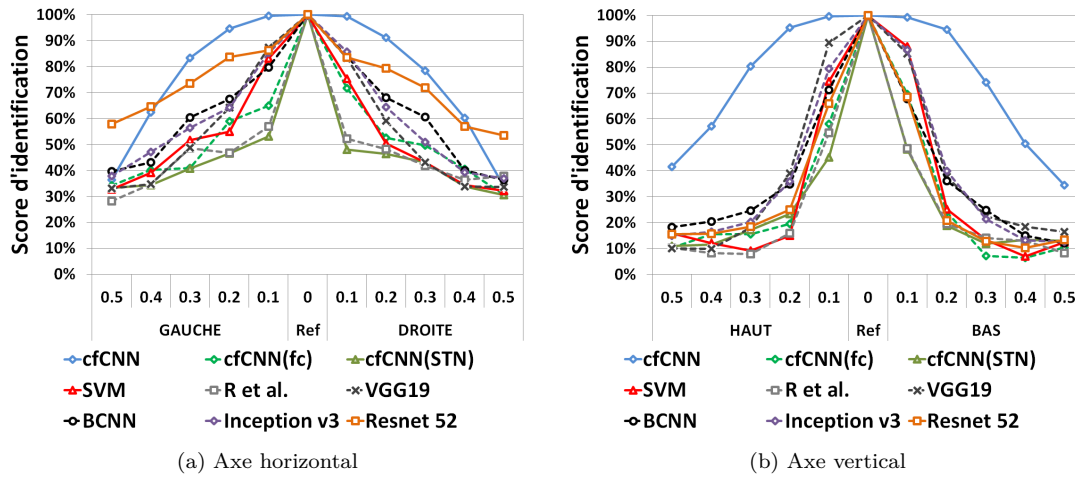 Score d'identification
100%
90%
80%
70%
60%
50%
40%
30%
20%
10%
0%
0.5 0.4 0.3 0.2 0.1 0 0.1 0.2 0.3 0.4 0.5
GAUCHE Ref DROITE
cfCNN cfCNN(fc) cfCNN(STN)
SVM R et al. VGG19
BCNN Inception v3 Resnet 52
(a) Axe horizontal
Score d'identification
100%
90%
80%
70%
60%
50%
40%
30%
20%
10%
0%
0.5 0.4 0.3 0.2 0.1 0 0.1 0.2 0.3 0.4 0.5
HAUT Ref BAS
cfCNN cfCNN(fc) cfCNN(STN)
SVM R et al. VGG19
BCNN Inception v3 Resnet 52
(b) Axe vertical